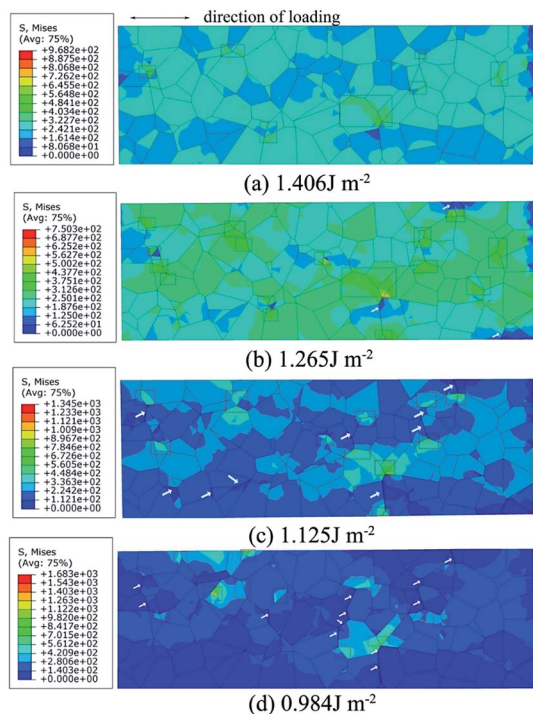 direction of loading
S, Mises
(Avg: 75%)
+9.682e+02
+8.875e+02
+8.068e+02
+7.262e+02
+6.455e+02
+5.648e+02
+4.841e+02
+4.034e+02
+3.227e+02
+2.421e+02
+1.614e+02
+8.068e+01
+0.000e+00
(a) 1.406J m⁻²
S, Mises
(Avg: 75%)
+7.503e+02
+6.877e+02
+6.252e+02
+5.627e+02
+5.002e+02
+4.377e+02
+3.751e+02
+3.126e+02
+2.501e+02
+1.876e+02
+1.250e+02
+6.252e+01
+0.000e+00
(b) 1.265J m⁻²
S, Mises
(Avg: 75%)
+1.345e+03
+1.233e+03
+1.121e+03
+1.009e+03
+8.967e+02
+7.846e+02
+6.726e+02
+5.605e+02
+4.484e+02
+3.363e+02
+2.242e+02
+1.121e+02
+0.000e+00
(c) 1.125J m⁻²
S, Mises
(Avg: 75%)
+1.683e+03
+1.543e+03
+1.403e+03
+1.263e+03
+1.122e+03
+9.820e+02
+8.417e+02
+7.015e+02
+5.612e+02
+4.209e+02
+2.806e+02
+1.403e+02
+0.000e+00
(d) 0.984J m⁻²